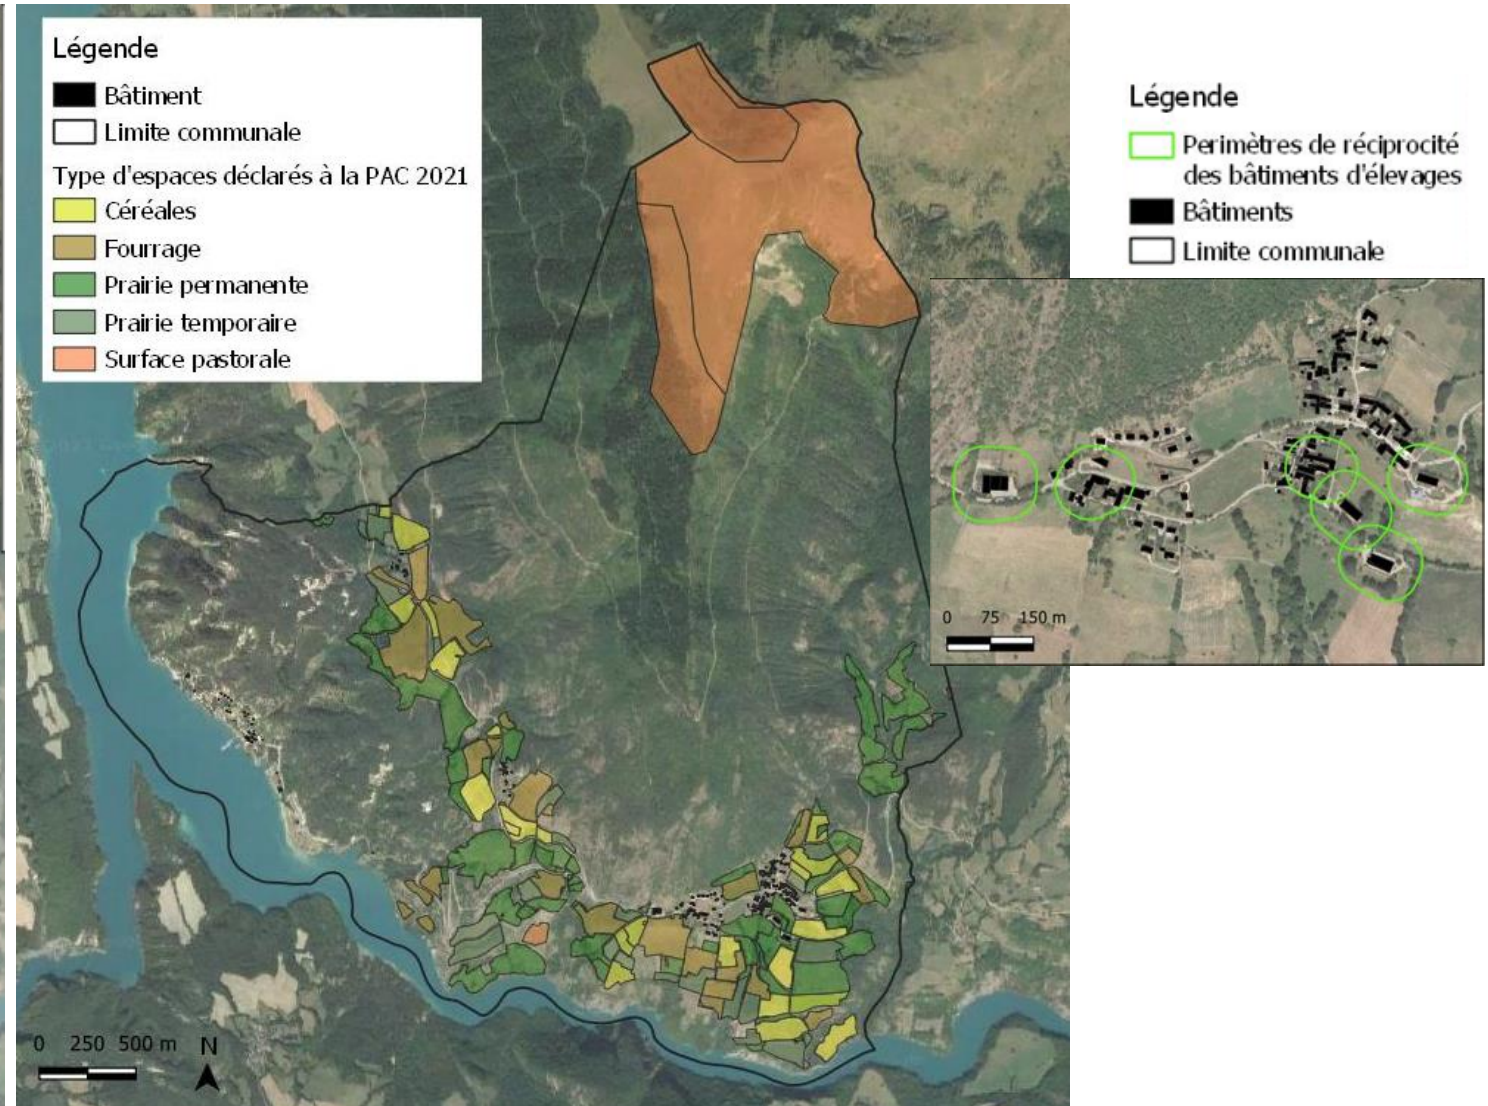 Légende
Bâtiment
Limite communale
Type d'espaces déclarés à la PAC 2021
Céréales
Fourrage
Prairie permanente
Prairie temporaire
Surface pastorale
0 250 500 m N
Légende
Perimètres de réciprocité
des bâtiments d'élevages
Bâtiments
Limite communale
0 75 150 m